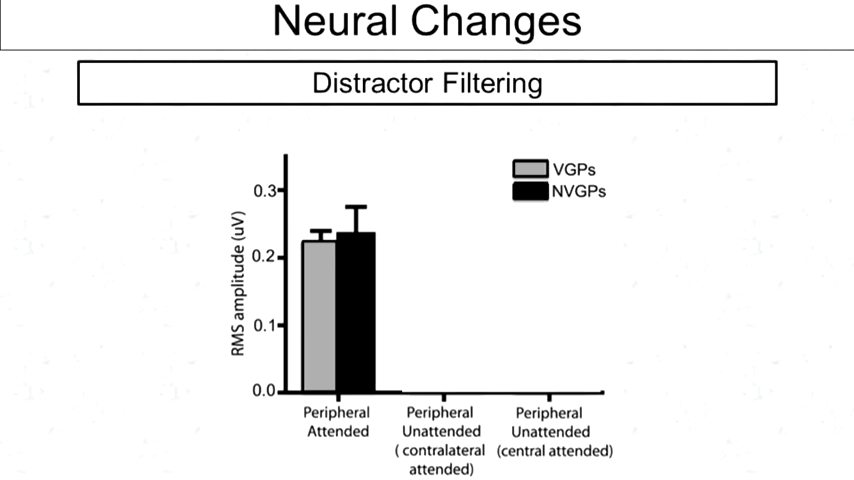 Neural Changes
Distractor Filtering
VGPs
NVGPs
RMS amplitude (uV)
0.3
0.2
0.1
0.0
Peripheral
Attended
Peripheral
Unattended
( contralateral
attended)
Peripheral
Unattended
(central attended)